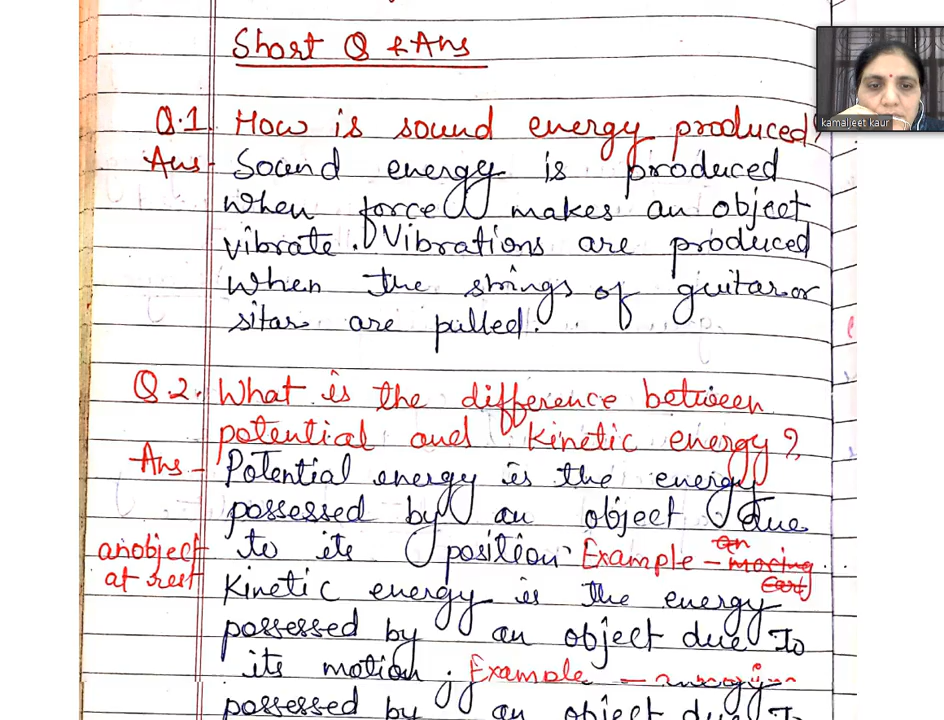 Short Q & Ans
kamaljeet kaur
Q.1. How is sound energy produced?
Ans - Sound energy is produced
when force makes an object
vibrate. Vibrations are produced
when the strings of guitar or
sitar are pulled.
Q.2. What is the difference between
potential and kinetic energy?
Ans - Potential energy is the energy
possessed by an object due
to its position. Example - an moving cart
an object
at rest
Kinetic energy is the energy
possessed by an object due to
its motion. Example -
possessed by an object due to